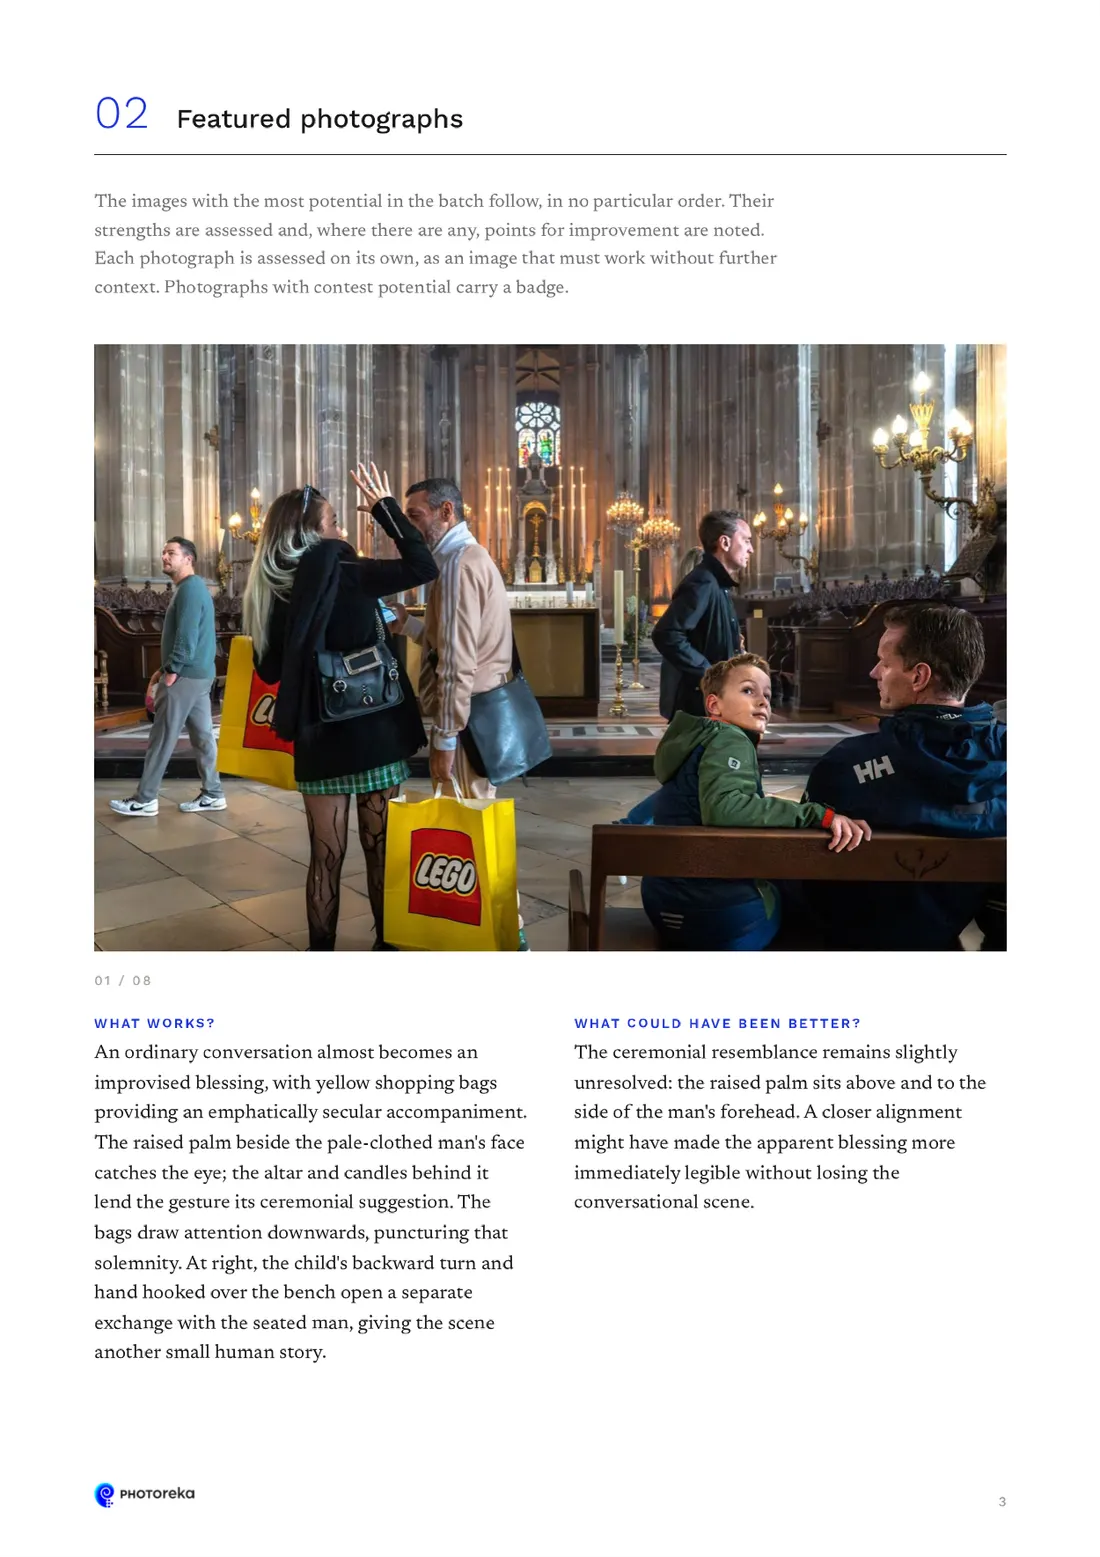 02 Featured photographs
The images with the most potential in the batch follow, in no particular order. Their
strengths are assessed and, where there are any, points for improvement are noted.
Each photograph is assessed on its own, as an image that must work without further
context. Photographs with contest potential carry a badge.
LEGO
HH
01 / 08
WHAT WORKS?
An ordinary conversation almost becomes an
improvised blessing, with yellow shopping bags
providing an emphatically secular accompaniment.
The raised palm beside the pale-clothed man's face
catches the eye; the altar and candles behind it
lend the gesture its ceremonial suggestion. The
bags draw attention downwards, puncturing that
solemnity. At right, the child's backward turn and
hand hooked over the bench open a separate
exchange with the seated man, giving the scene
another small human story.
WHAT COULD HAVE BEEN BETTER?
The ceremonial resemblance remains slightly
unresolved: the raised palm sits above and to the
side of the man's forehead. A closer alignment
might have made the apparent blessing more
immediately legible without losing the
conversational scene.
PHOTOreka
3